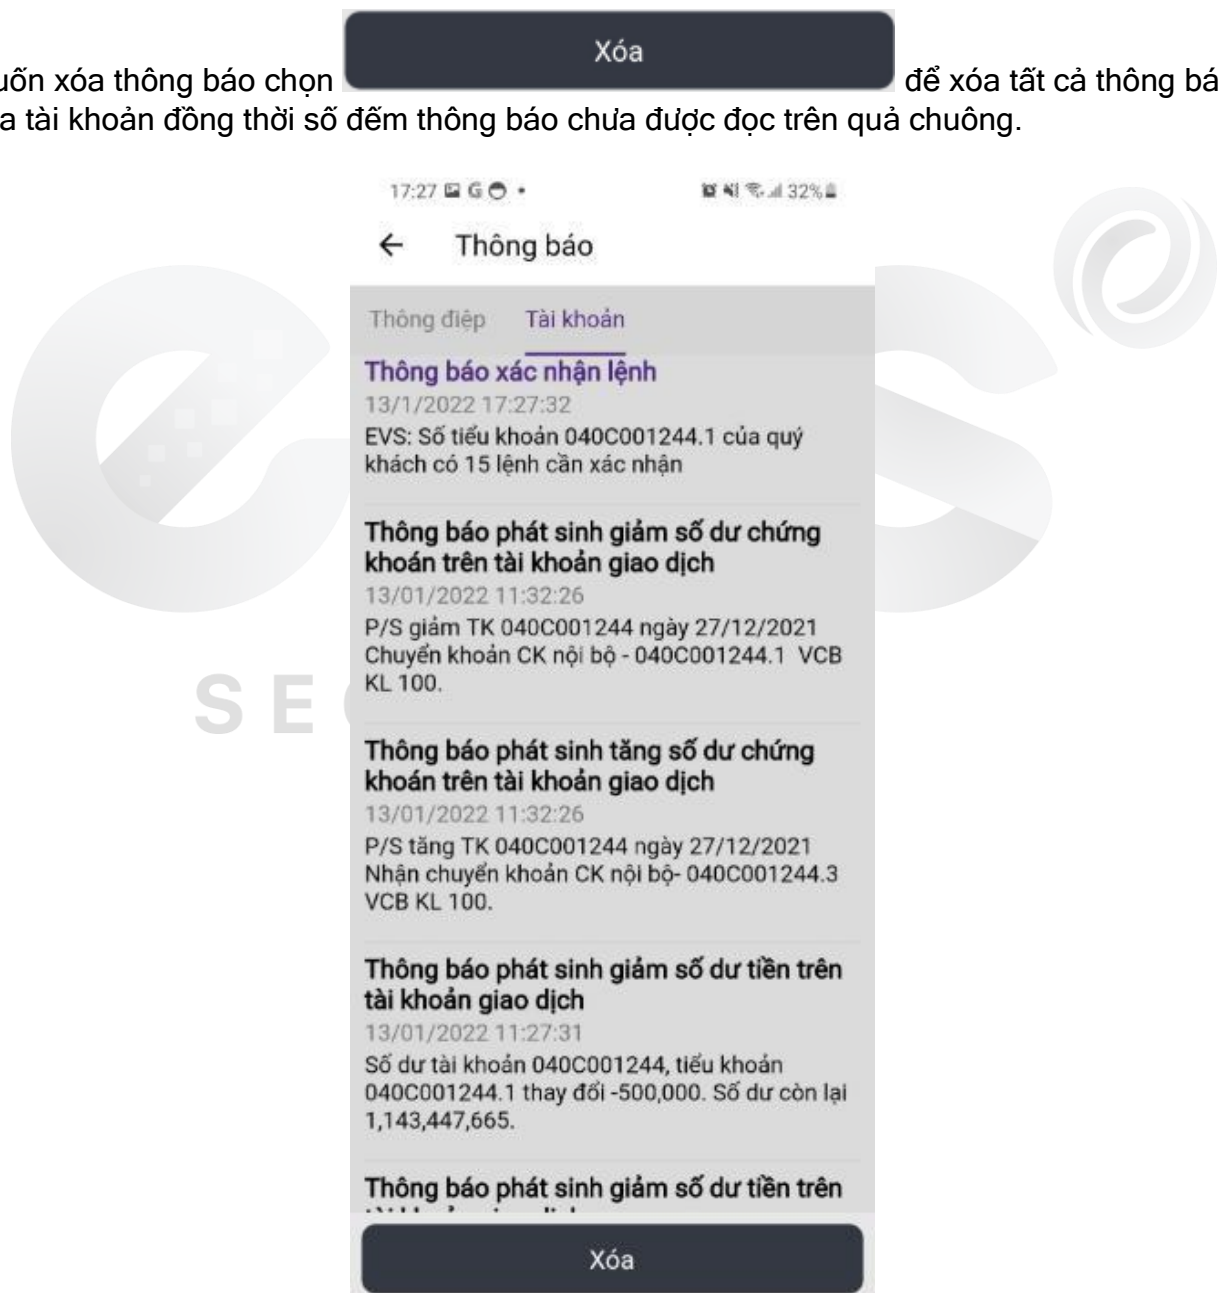 Xóa
uốn xóa thông báo chọn để xóa tất cả thông bá
a tài khoản đồng thời số đếm thông báo chưa được đọc trên quả chuông.
17:27 G 32%
Thông báo
Thông điệp Tài khoản
Thông báo xác nhận lệnh
13/1/2022 17:27:32
EVS: Số tiểu khoản 040C001244.1 của quý
khách có 15 lệnh cần xác nhận
Thông báo phát sinh giảm số dư chứng
khoán trên tài khoản giao dịch
13/01/2022 11:32:26
P/S giảm TK 040C001244 ngày 27/12/2021
Chuyển khoản CK nội bộ - 040C001244.1 VCB
KL 100.
SE
Thông báo phát sinh tăng số dư chứng
khoán trên tài khoản giao dịch
13/01/2022 11:32:26
P/S tăng TK 040C001244 ngày 27/12/2021
Nhận chuyển khoản CK nội bộ- 040C001244.3
VCB KL 100.
Thông báo phát sinh giảm số dư tiền trên
tài khoản giao dịch
13/01/2022 11:27:31
Số dư tài khoản 040C001244, tiểu khoản
040C001244.1 thay đổi -500,000. Số dư còn lại
1,143,447,665.
Thông báo phát sinh giảm số dư tiền trên
Xóa